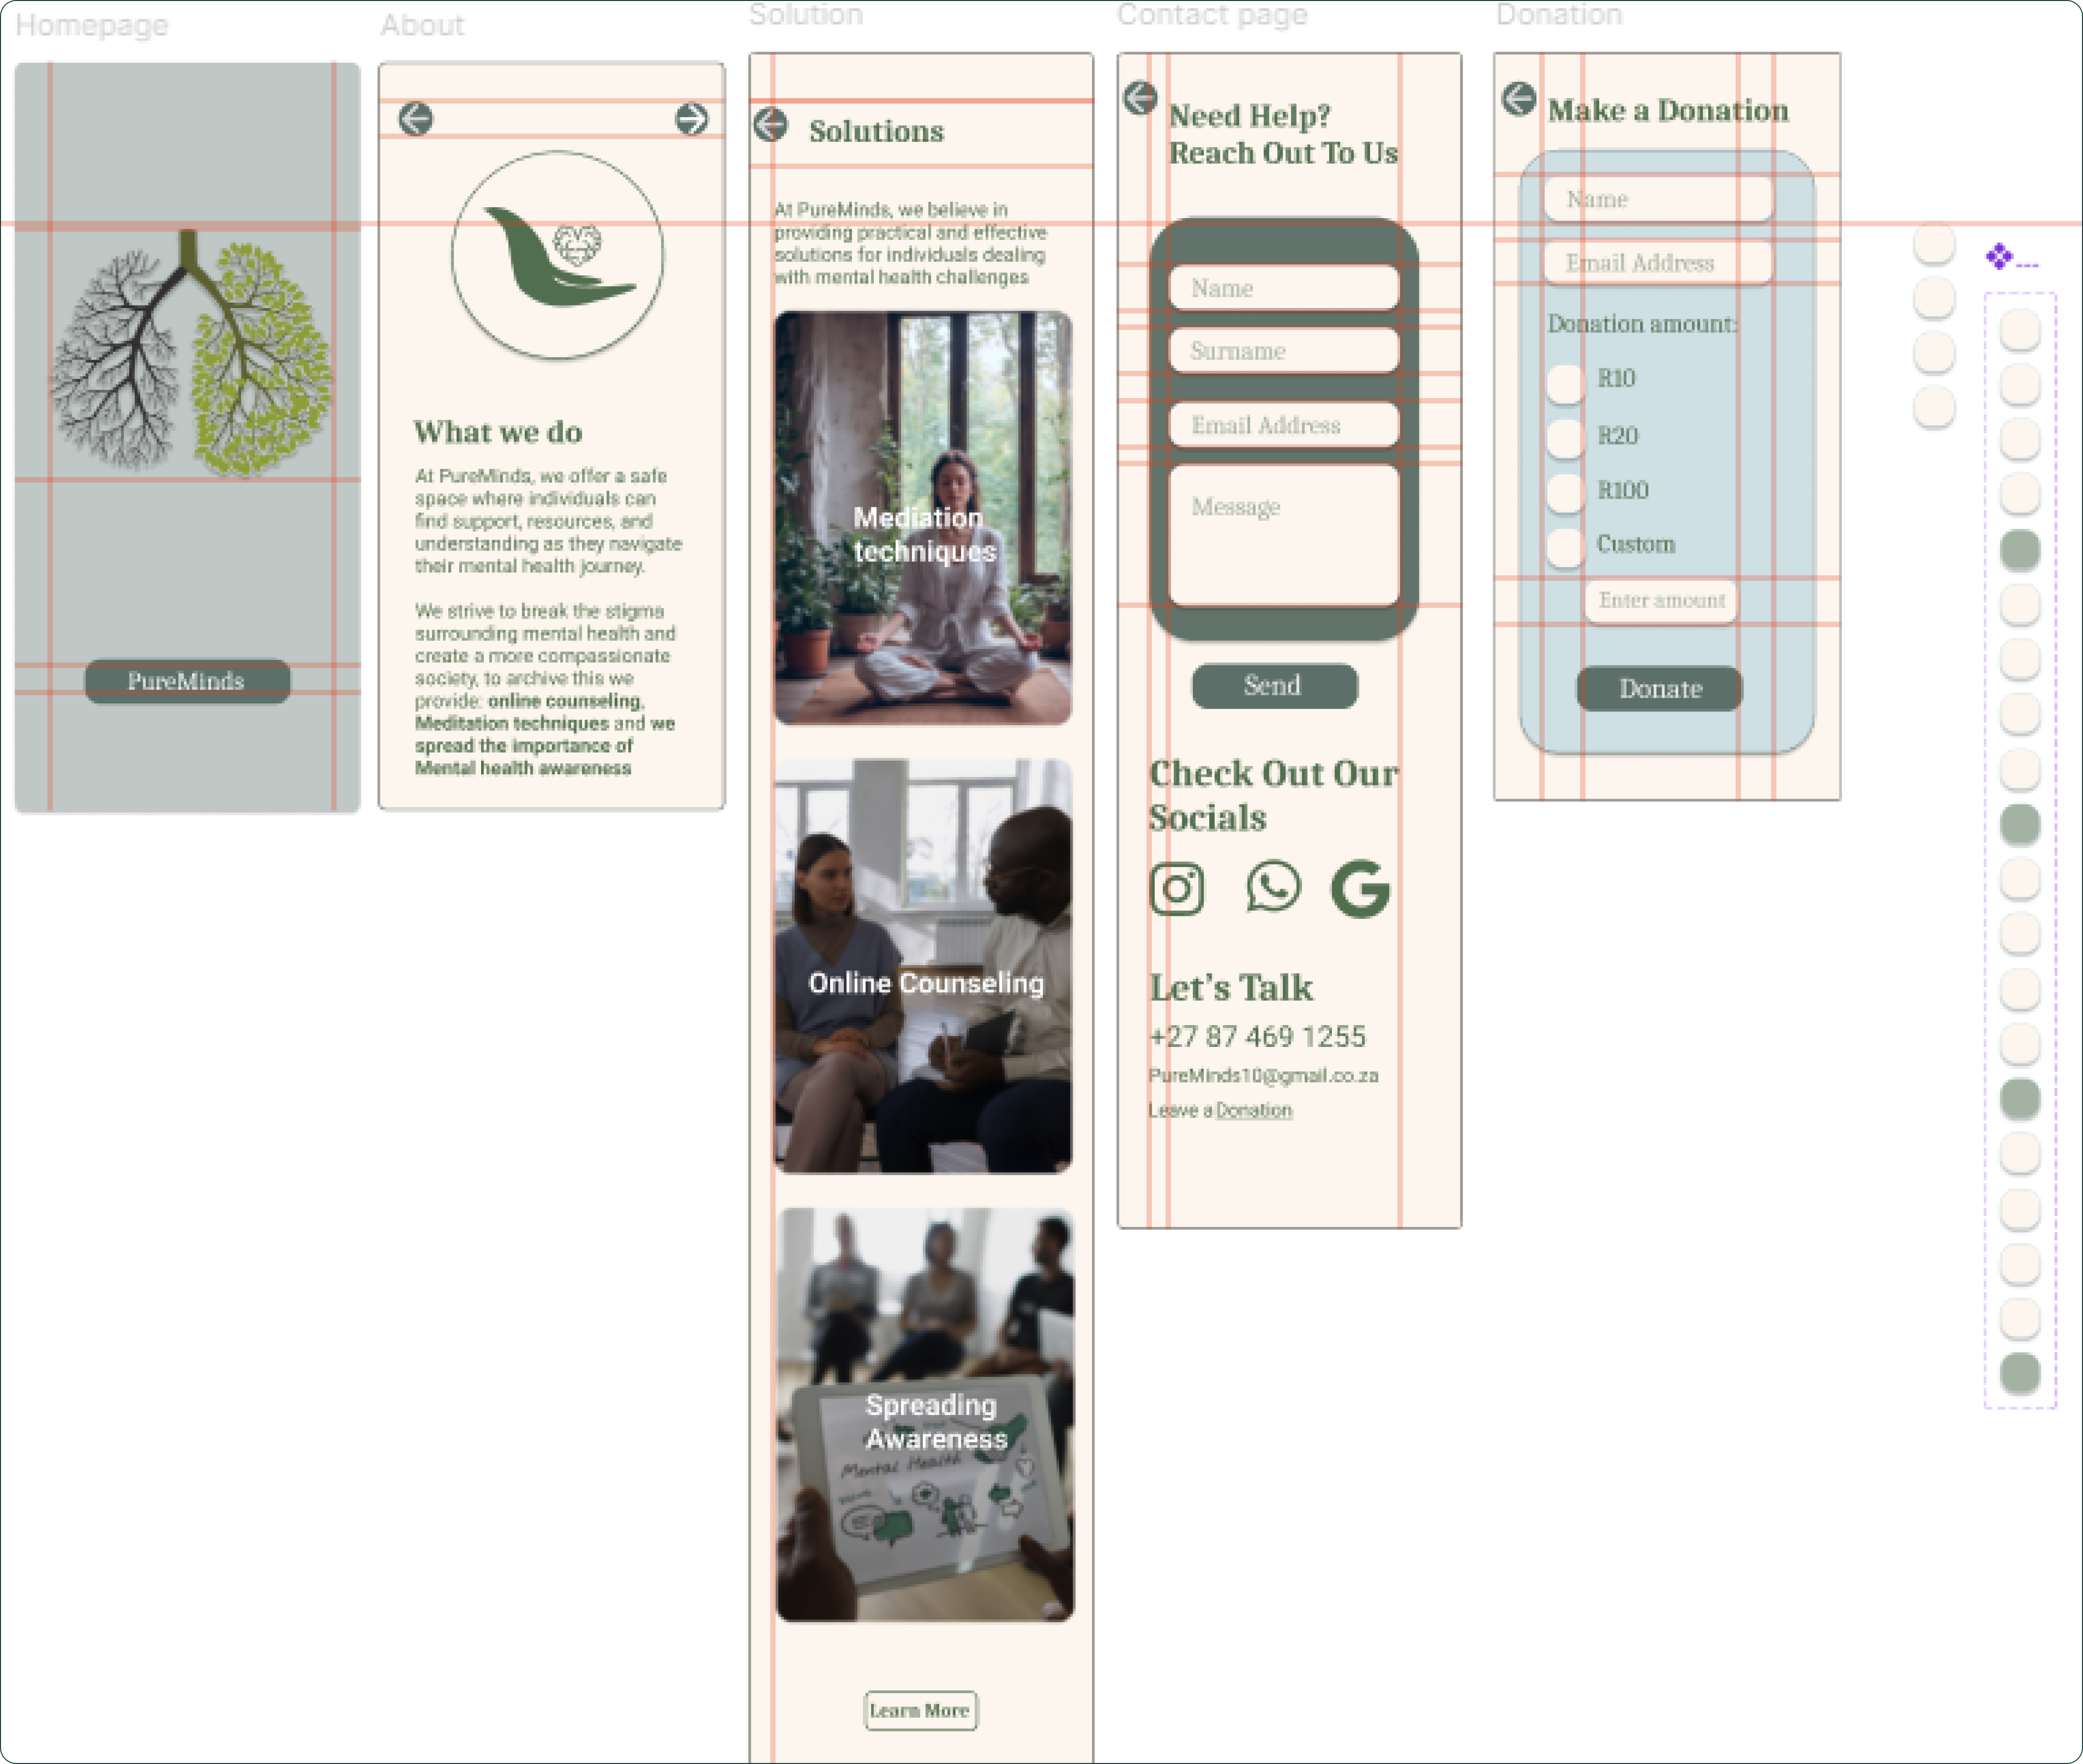 Homepage
PureMinds
About
What we do
At PureMinds, we offer a safe
space where individuals can
find support, resources, and
understanding as they navigate
their mental health journey.
We strive to break the stigma
surrounding mental health and
create a more compassionate
society, to archive this we
provide: online counseling,
Meditation techniques and we
spread the importance of
Mental health awareness
Solution
Solutions
At PureMinds, we believe in
providing practical and effective
solutions for individuals dealing
with mental health challenges
Mediation
techniques
Online Counseling
Spreading
Awareness
Mental Health
Learn More
Contact page
Need Help?
Reach Out To Us
Name
Surname
Email Address
Message
Send
Check Out Our
Socials
Let's Talk
+27 87 469 1255
PureMinds10@gmail.co.za
Leave a Donation
Donation
Make a Donation
Name
Email Address
Donation amount:
R10
R20
R100
Custom
Enter amount
Donate